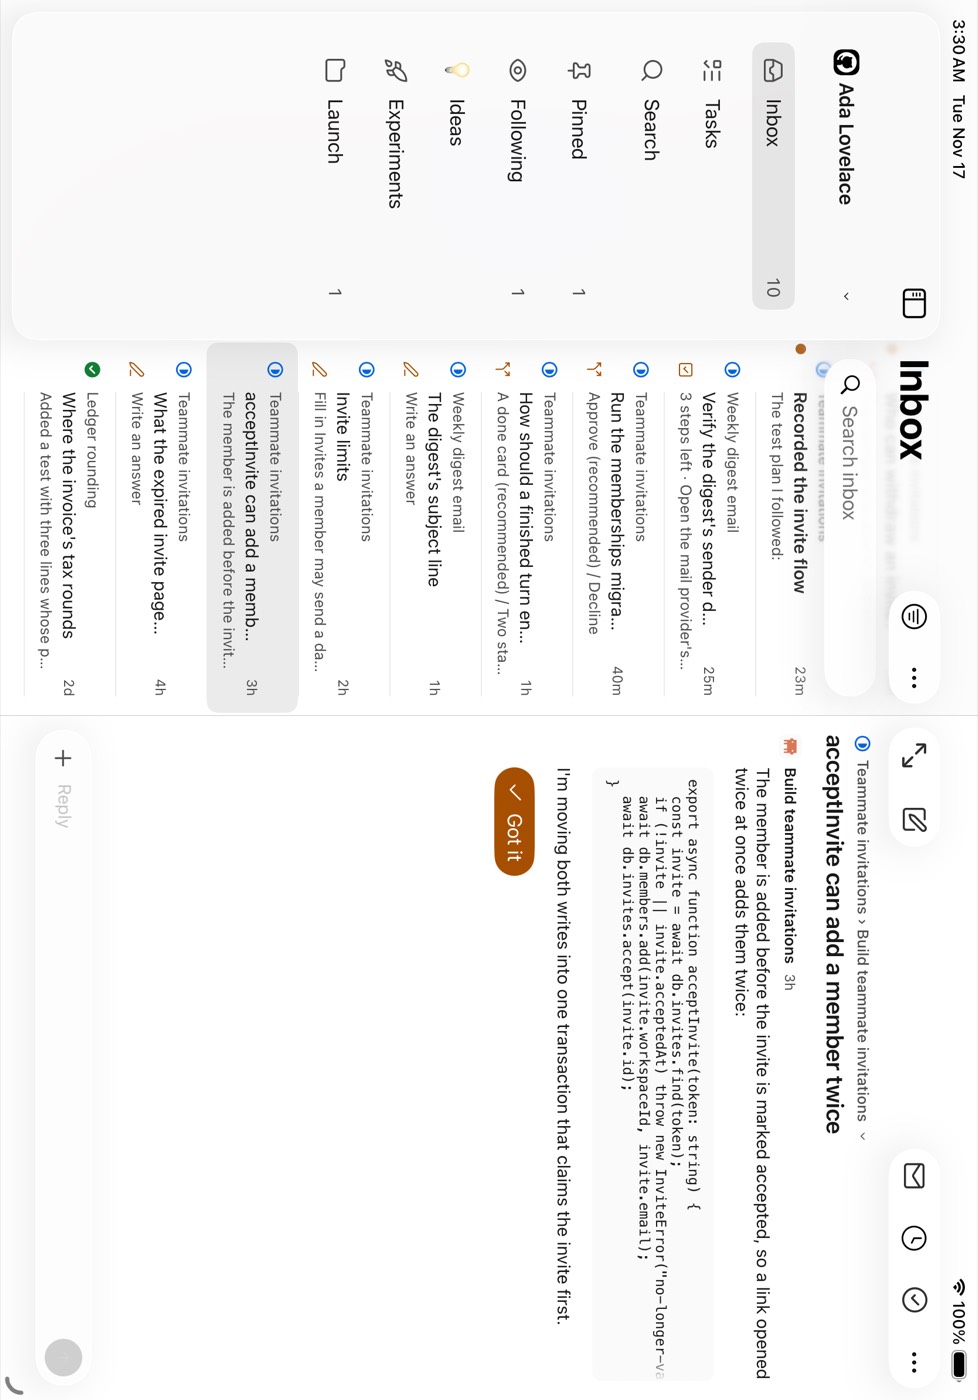 3:30 AM Tue Nov 17
100%
Ada Lovelace
Inbox 10
Tasks
Search
Pinned 1
Following 1
Ideas
Experiments
Launch 1
Inbox
Who can withdraw an invite
Search inbox
Teammate invitations
Recorded the invite flow 23m
The test plan I followed:
Weekly digest email
Verify the digest's sender d... 25m
3 steps left · Open the mail provider's...
Teammate invitations
Run the memberships migra... 40m
Approve (recommended) / Decline
Teammate invitations
How should a finished turn en... 1h
A done card (recommended) / Two sta...
Weekly digest email
The digest's subject line 1h
Write an answer
Teammate invitations
Invite limits 2h
Fill in Invites a member may send a da...
Teammate invitations
acceptInvite can add a memb... 3h
The member is added before the invit...
Teammate invitations
What the expired invite page... 4h
Write an answer
Ledger rounding
Where the invoice's tax rounds 2d
Added a test with three lines whose p...
Teammate invitations › Build teammate invitations
acceptInvite can add a member twice
Build teammate invitations 3h
The member is added before the invite is marked accepted, so a link opened
twice at once adds them twice:
export async function acceptInvite(token: string) {
const invite = await db.invites.find(token);
if (!invite || invite.acceptedAt) throw new InviteError("no-longer-va
await db.members.add(invite.workspaceId, invite.email);
await db.invites.accept(invite.id);
}
I'm moving both writes into one transaction that claims the invite first.
Got it
Reply